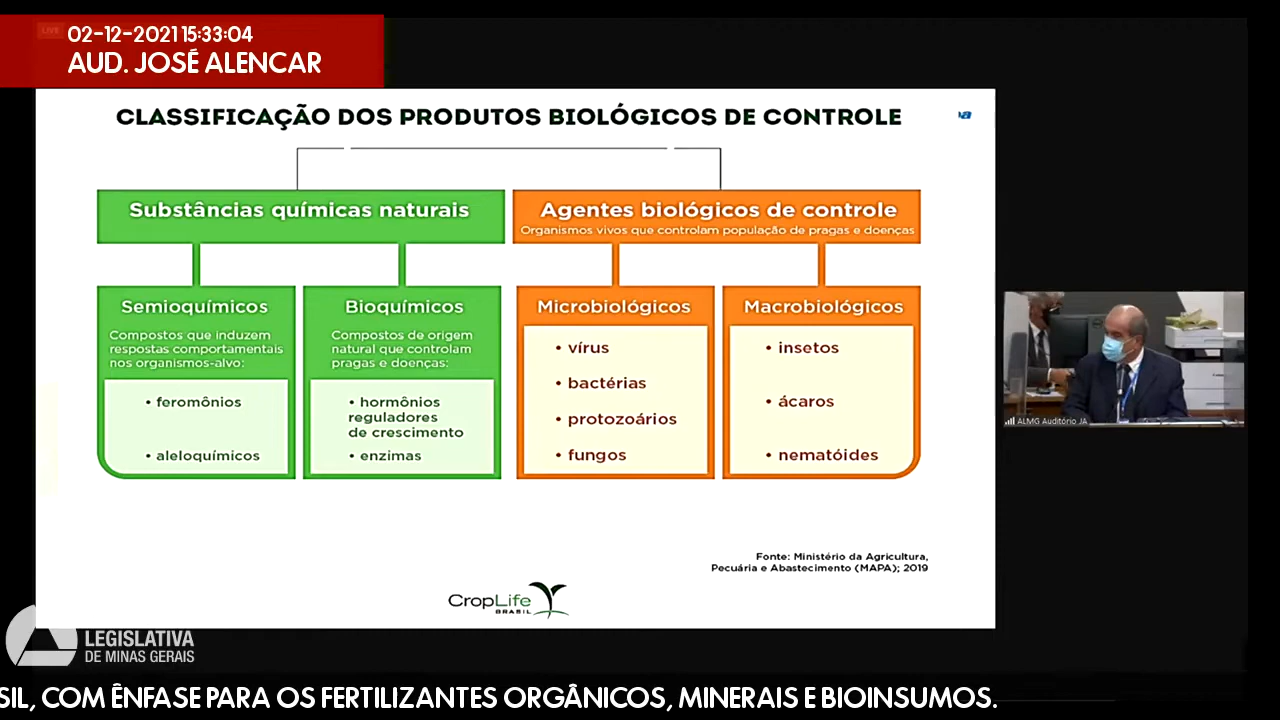 LIVE
02-12-2021 15:33:04
AUD. JOSÉ ALENCAR
CLASSIFICAÇÃO DOS PRODUTOS BIOLÓGICOS DE CONTROLE
Substâncias químicas naturais
Agentes biológicos de controle
Organismos vivos que controlam população de pragas e doenças
Semioquímicos
Compostos que induzem
respostas comportamentais
nos organismos-alvo:
• feromônios
• aleloquímicos
Bioquímicos
Compostos de origem
natural que controlam
pragas e doenças:
• hormônios
reguladores
de crescimento
• enzimas
Microbiológicos
• vírus
• bactérias
• protozoários
• fungos
Macrobiológicos
• insetos
• ácaros
• nematóides
ALMG Auditório JA
Fonte: Ministério da Agricultura,
Pecuária e Abastecimento (MAPA); 2019
CropLife
BRASIL
LEGISLATIVA
DE MINAS GERAIS
SIL, COM ÊNFASE PARA OS FERTILIZANTES ORGÂNICOS, MINERAIS E BIOINSUMOS.